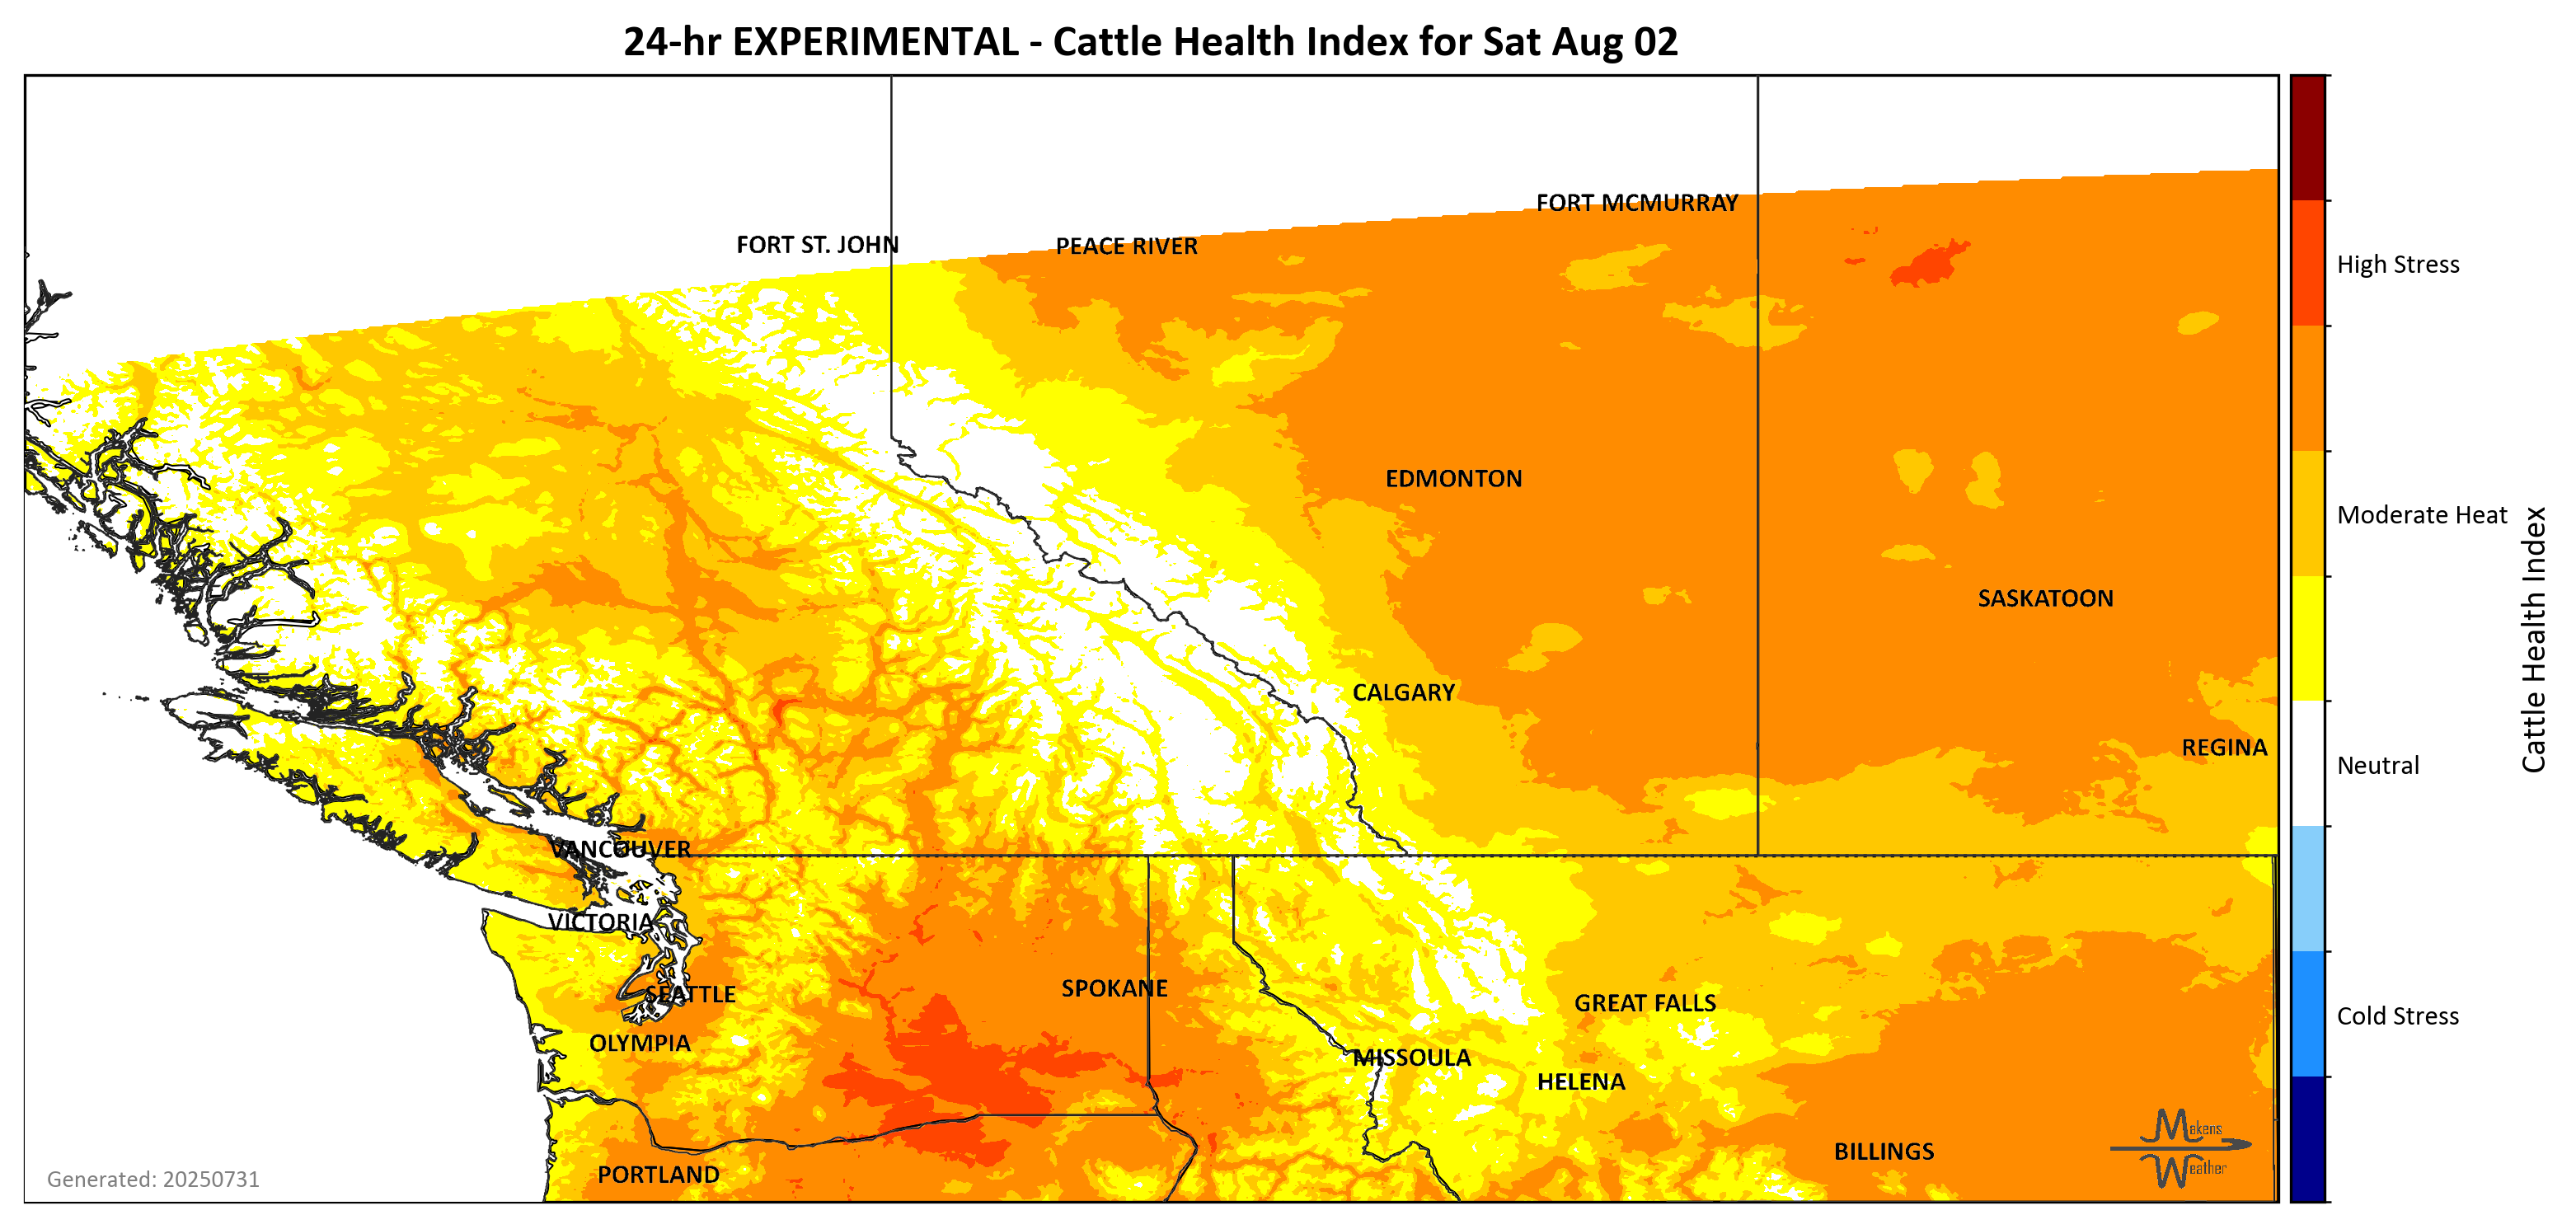 24-hr EXPERIMENTAL - Cattle Health Index for Sat Aug 02
FORT MCMURRAY
FORT ST. JOHN
PEACE RIVER
High Stress
EDMONTON
Moderate Heat
SASKATOON
Cattle Health Index
CALGARY
REGINA
Neutral
VANCOUVER
VICTORIA
SPOKANE
SEATTLE
GREAT FALLS
Cold Stress
OLYMPIA
MISSOULA
HELENA
Makens
Weather
BILLINGS
PORTLAND
Generated: 20250731